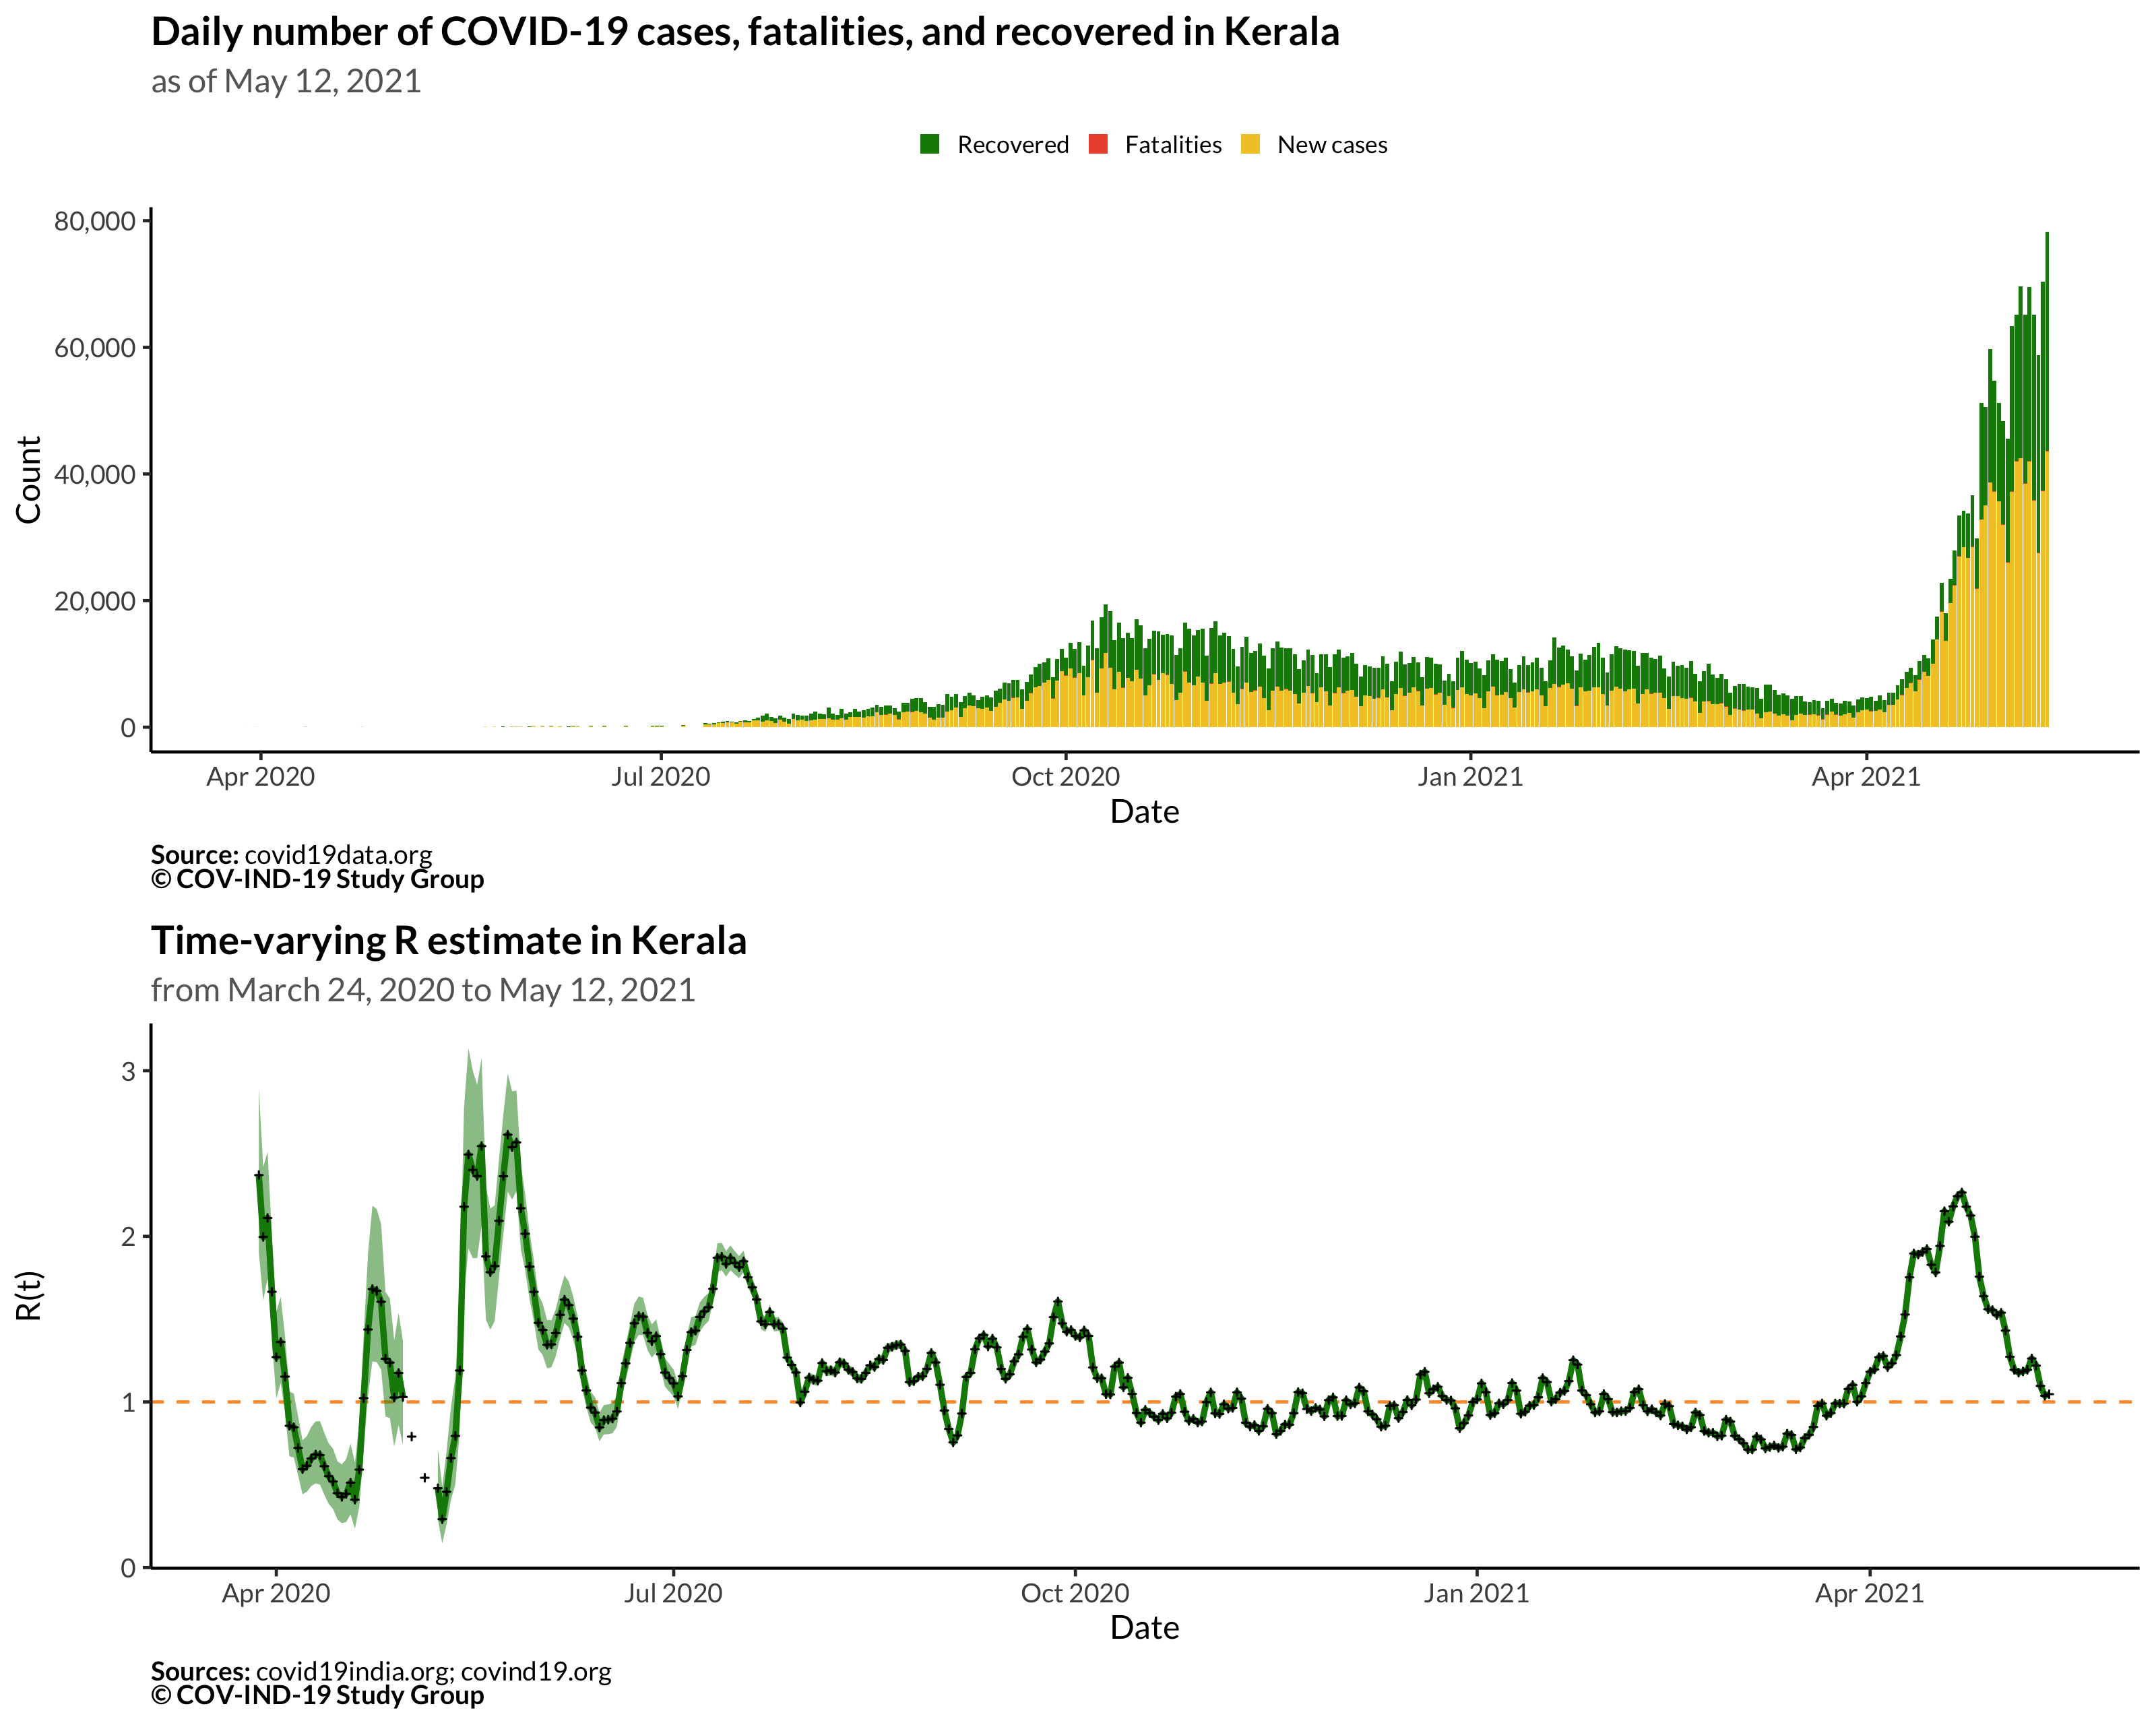 Daily number of COVID-19 cases, fatalities, and recovered in Kerala
as of May 12, 2021
Recovered Fatalities New cases
80,000
60,000
40,000
20,000
0
Count
Apr 2020 Jul 2020 Oct 2020 Jan 2021 Apr 2021
Date
Source: covid19data.org
© COV-IND-19 Study Group
Time-varying R estimate in Kerala
from March 24, 2020 to May 12, 2021
3
2
1
0
R(t)
Apr 2020 Jul 2020 Oct 2020 Jan 2021 Apr 2021
Date
Sources: covid19india.org; covind19.org
© COV-IND-19 Study Group